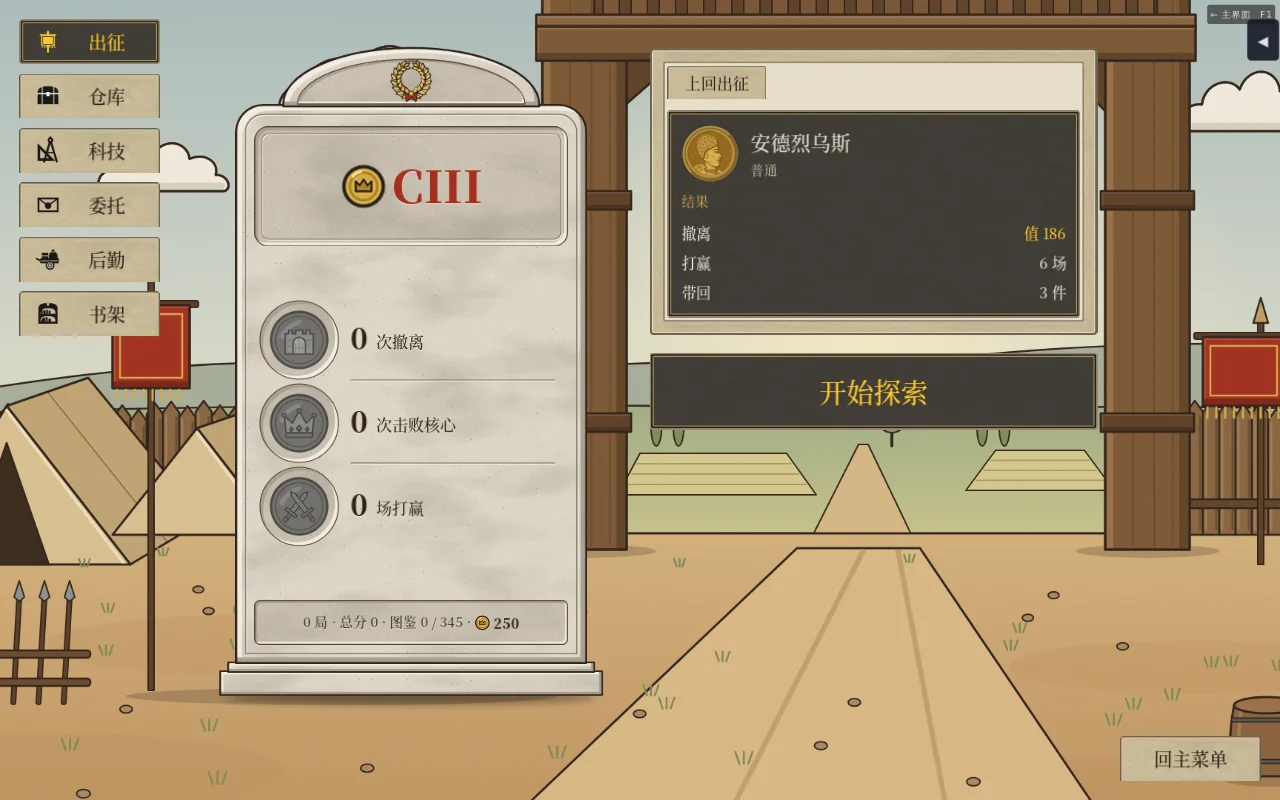 出征
仓库
科技
委托
后勤
书架
CIII
0 次撤离
0 次击败核心
0 场打赢
0 局 · 总分 0 · 图鉴 0 / 345 · 250
上回出征
安德烈乌斯
普通
结果
撤离 值 186
打赢 6 场
带回 3 件
开始探索
← 主界面 F1
回主菜单